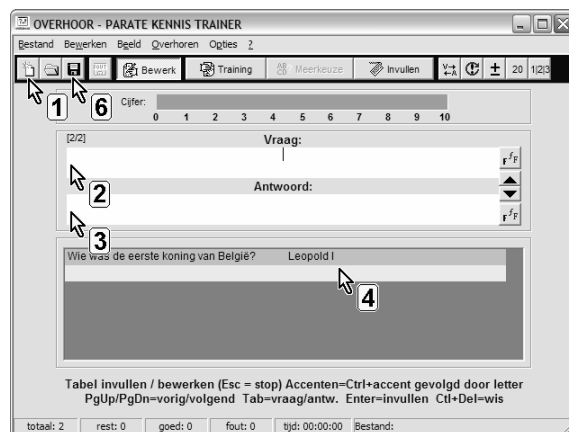 OVERHOOR - PARATE KENNIS TRAINER
Bestand Bewerken Beeld Overhoren Opties ?
Bewerk Training AB CD Meerkeuze Invullen V→ ←A ± 20 1|2|3
1 6 Cijfer:
0 1 2 3 4 5 6 7 8 9 10
[2/2] Vraag:
F f F
2
Antwoord:
3 F f F
Wie was de eerste koning van België? Leopold I
4
Tabel invullen / bewerken (Esc = stop) Accenten=Ctrl+accent gevolgd door letter
PgUp/PgDn=vorig/volgend Tab=vraag/antw. Enter=invullen Ctl+Del=wis
totaal: 2 rest: 0 goed: 0 fout: 0 tijd: 00:00:00 Bestand: